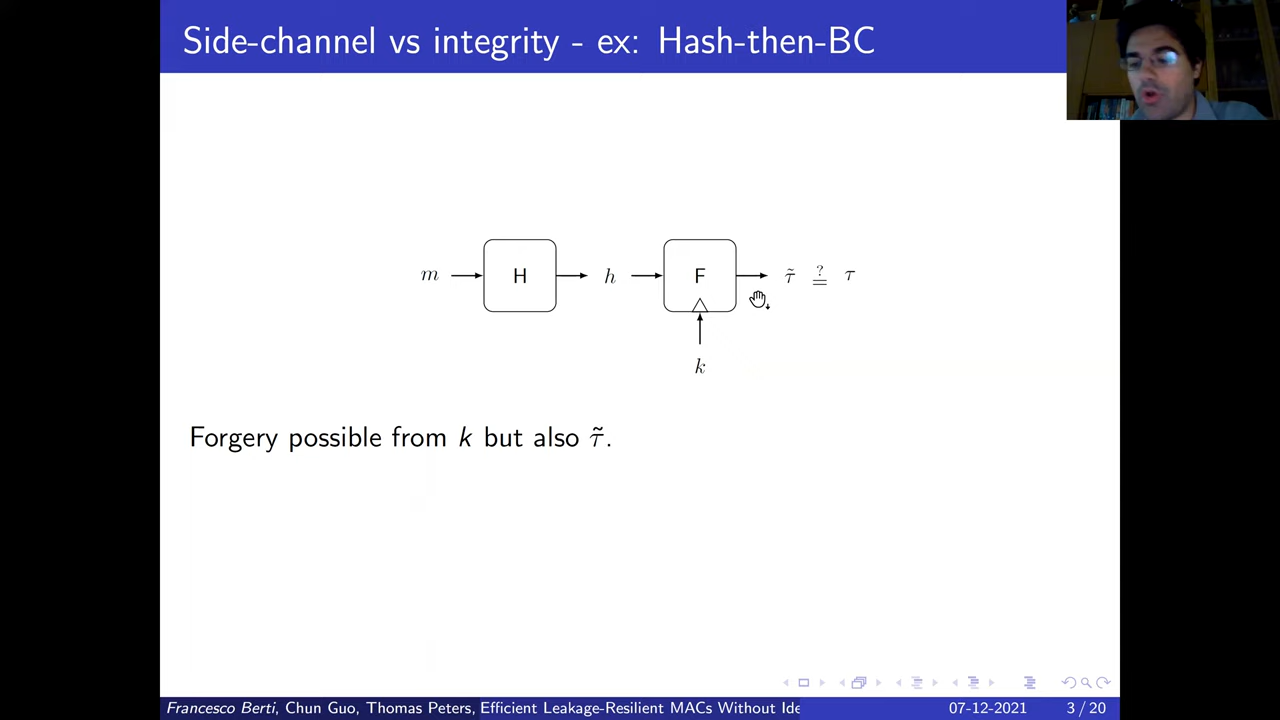 Side-channel vs integrity - ex: Hash-then-BC
m H h F τ̃ ?= τ
k
Forgery possible from k but also τ̃.
Francesco Berti, Chun Guo, Thomas Peters, Efficient Leakage-Resilient MACs Without Ide 07-12-2021 3 / 20